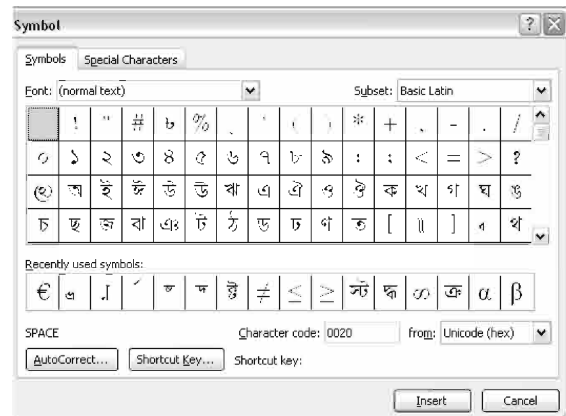 Symbol
Symbols Special Characters
Font: (normal text) Subset: Basic Latin
! " # ৳ % ' ( ) * + , - . /
০ ১ ২ ৩ ৪ ৫ ৬ ৭ ৮ ৯ : ; < = > ?
অ ই ঈ উ ঊ ঋ এ ঐ ও ঔ ক খ গ ঘ ঙ
চ ছ জ ঝ ঞ ট ঠ ড ঢ ণ ত [ ॥ ] থ
Recently used symbols:
€ ≠ ≤ ≥ স্ট দ্ধ ক্র α β
SPACE Character code: 0020 from: Unicode (hex)
AutoCorrect... Shortcut Key... Shortcut key:
Insert Cancel